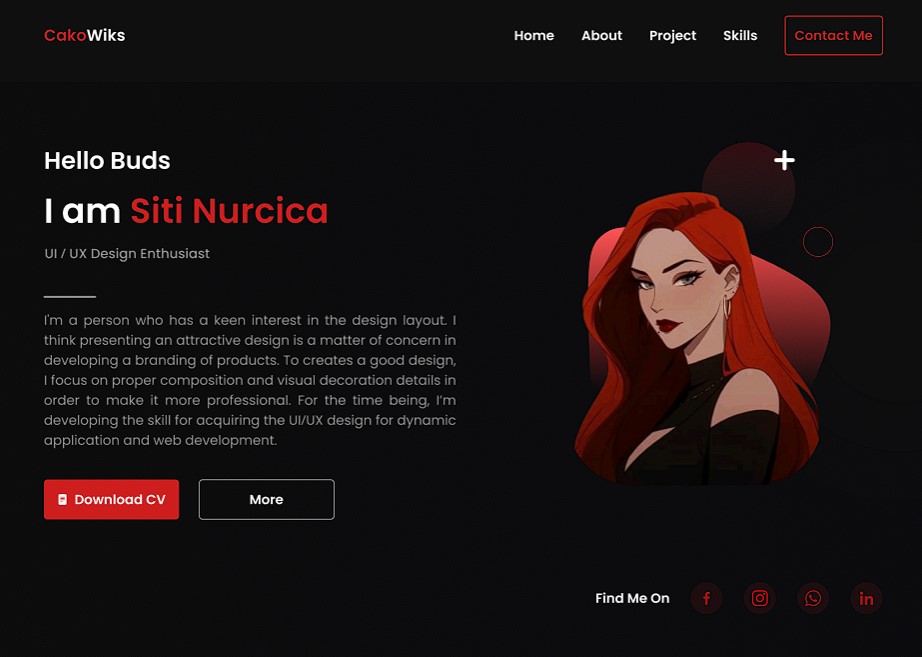 CakoWiks
Home About Project Skills Contact Me
Hello Buds
I am Siti Nurcica
UI / UX Design Enthusiast
I'm a person who has a keen interest in the design layout. I
think presenting an attractive design is a matter of concern in
developing a branding of products. To creates a good design,
I focus on proper composition and visual decoration details in
order to make it more professional. For the time being, I'm
developing the skill for acquiring the UI/UX design for dynamic
application and web development.
Download CV More
Find Me On